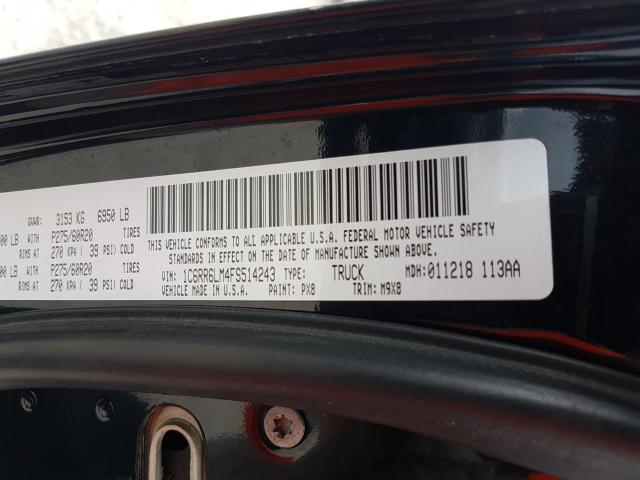 GVWR: 3153 KG 6950 LB
00 LB WITH P275/60R20 TIRES
RIMS AT 270 KPA ( 39 PSI) COLD
00 LB WITH P275/60R20 TIRES
RIMS AT 270 KPA ( 39 PSI) COLD
THIS VEHICLE CONFORMS TO ALL APPLICABLE U.S.A. FEDERAL MOTOR VEHICLE SAFETY
STANDARDS IN EFFECT ON THE DATE OF MANUFACTURE SHOWN ABOVE.
VIN: 1C6RR6LM4FS514243 TYPE: TRUCK MDH: 011218 113AA
VEHICLE MADE IN U.S.A. PAINT: PX8 TRIM: M9X8